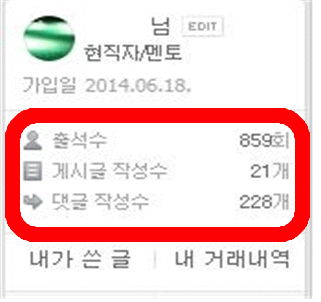 님 EDIT
현직자/멘토
가입일 2014.06.18.
출석수 859회
게시글 작성수 21개
댓글 작성수 228개
내가 쓴 글 | 내 거래내역